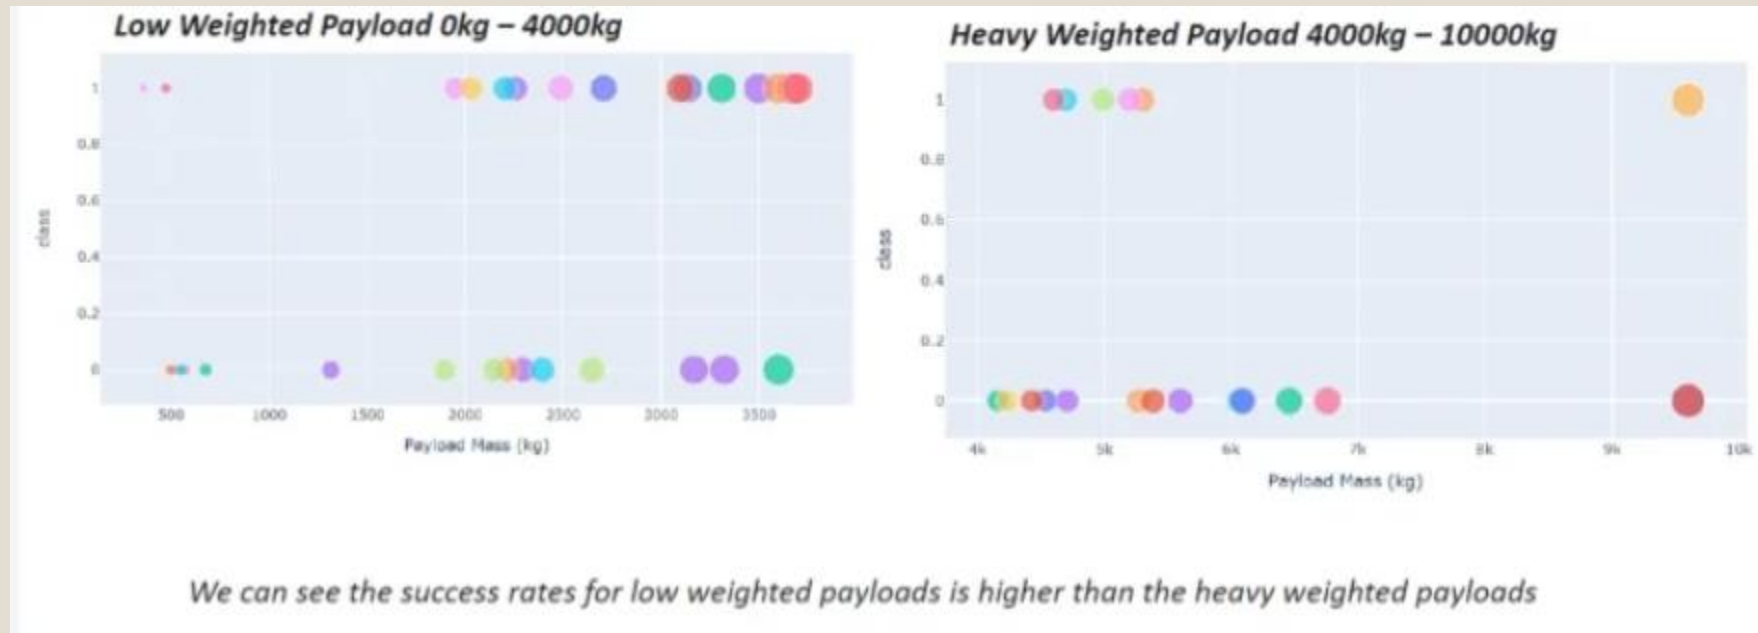 Low Weighted Payload 0kg – 4000kg
1
0.8
0.6
0.4
0.2
0
class
500
1000
1500
2000
2500
3000
3500
Payload Mass (kg)
Heavy Weighted Payload 4000kg – 10000kg
1
0.8
0.6
0.4
0.2
0
class
4k
5k
6k
7k
8k
9k
10k
Payload Mass (kg)
We can see the success rates for low weighted payloads is higher than the heavy weighted payloads